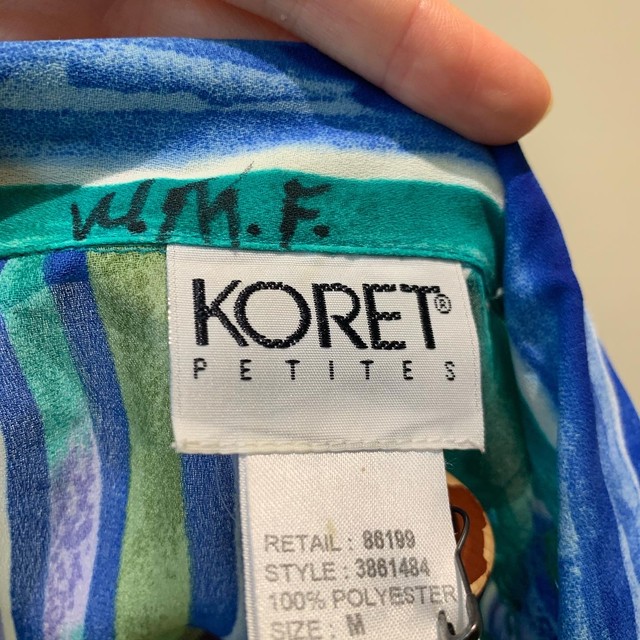 W.M.F.
KORET®
PETITES
RETAIL : 86199
STYLE : 3861484
100% POLYESTER
SIZE : M